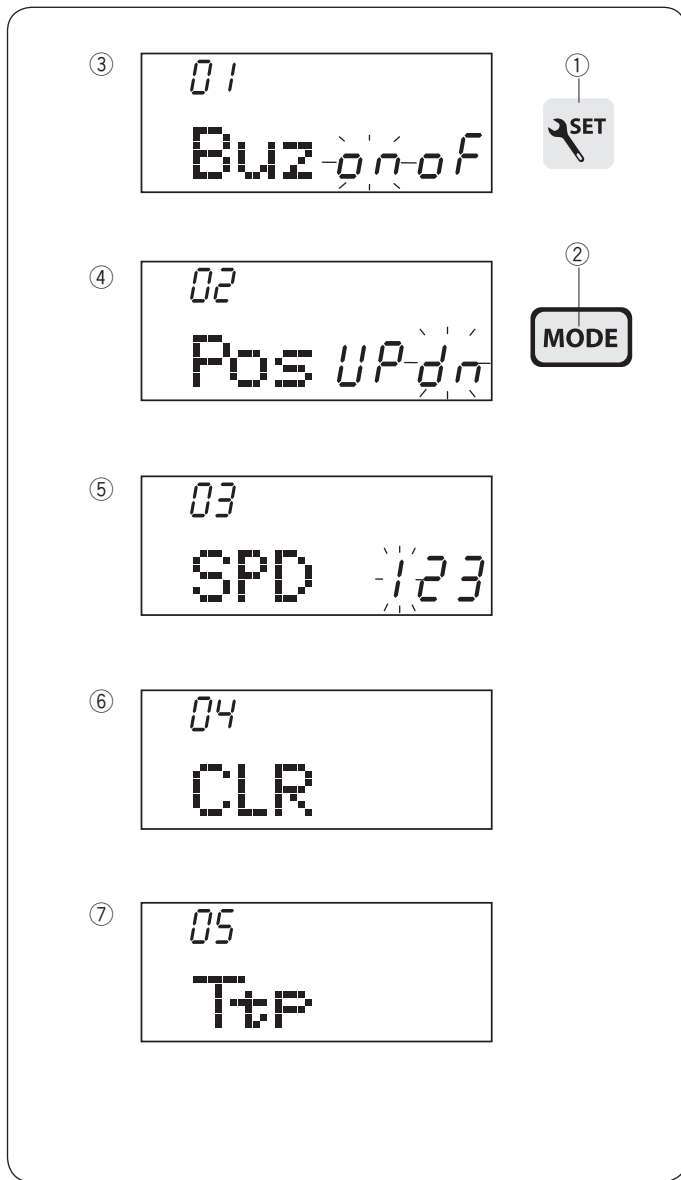 ③
01
Buz on oF
①
SET
④
02
Pos UP dn
②
MODE
⑤
03
SPD 123
⑥
04
CLR
⑦
05
Ttp